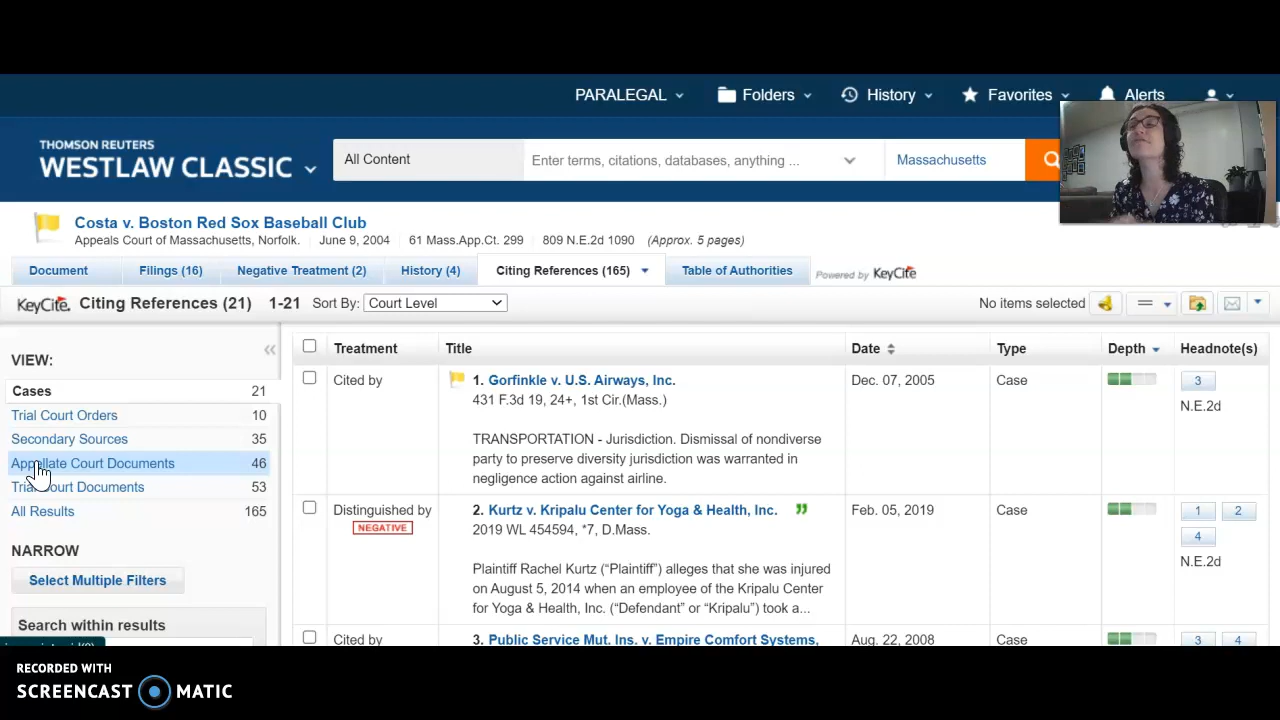 PARALEGAL Folders History Favorites Alerts
THOMSON REUTERS
WESTLAW CLASSIC
All Content Enter terms, citations, databases, anything ... Massachusetts
Costa v. Boston Red Sox Baseball Club
Appeals Court of Massachusetts, Norfolk. June 9, 2004 61 Mass.App.Ct. 299 809 N.E.2d 1090 (Approx. 5 pages)
Document Filings (16) Negative Treatment (2) History (4) Citing References (165) Table of Authorities Powered by KeyCite
KeyCite. Citing References (21) 1-21 Sort By: Court Level No items selected
VIEW:
Cases 21
Trial Court Orders 10
Secondary Sources 35
Appellate Court Documents 46
Trial Court Documents 53
All Results 165
NARROW
Select Multiple Filters
Search within results
Treatment Title Date Type Depth Headnote(s)
Cited by 1. Gorfinkle v. U.S. Airways, Inc. Dec. 07, 2005 Case 3
431 F.3d 19, 24+, 1st Cir.(Mass.) N.E.2d
TRANSPORTATION - Jurisdiction. Dismissal of nondiverse
party to preserve diversity jurisdiction was warranted in
negligence action against airline.
Distinguished by 2. Kurtz v. Kripalu Center for Yoga & Health, Inc. Feb. 05, 2019 Case 1 2
NEGATIVE 2019 WL 454594, *7, D.Mass. 4
N.E.2d
Plaintiff Rachel Kurtz (“Plaintiff”) alleges that she was injured
on August 5, 2014 when an employee of the Kripalu Center
for Yoga & Health, Inc. (“Defendant” or “Kripalu”) took a...
Cited by 3. Public Service Mut. Ins. v. Empire Comfort Systems, Aug. 22, 2008 Case 3 4
RECORDED WITH
SCREENCAST MATIC